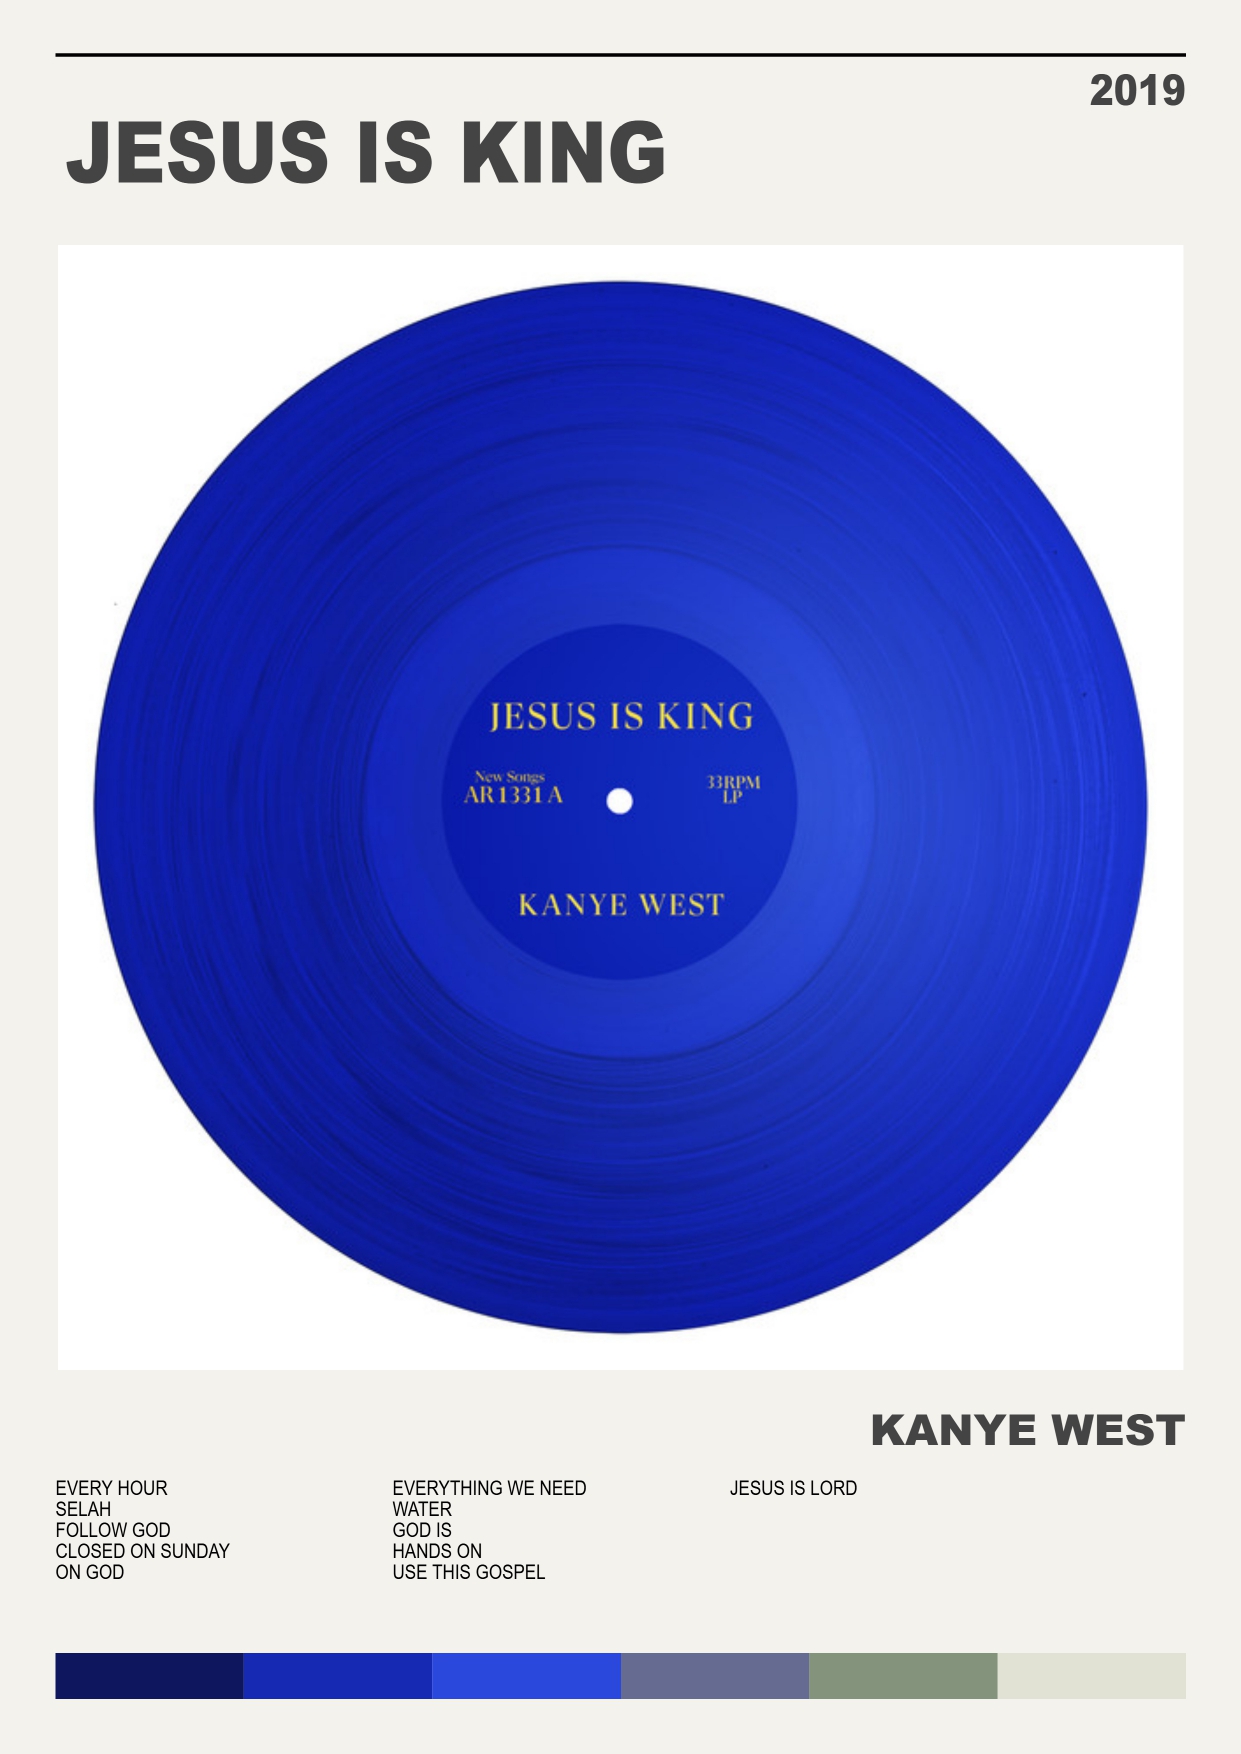 2019
JESUS IS KING
JESUS IS KING
New Songs
AR 1331 A
33RPM
LP
KANYE WEST
KANYE WEST
EVERY HOUR
SELAH
FOLLOW GOD
CLOSED ON SUNDAY
ON GOD
EVERYTHING WE NEED
WATER
GOD IS
HANDS ON
USE THIS GOSPEL
JESUS IS LORD